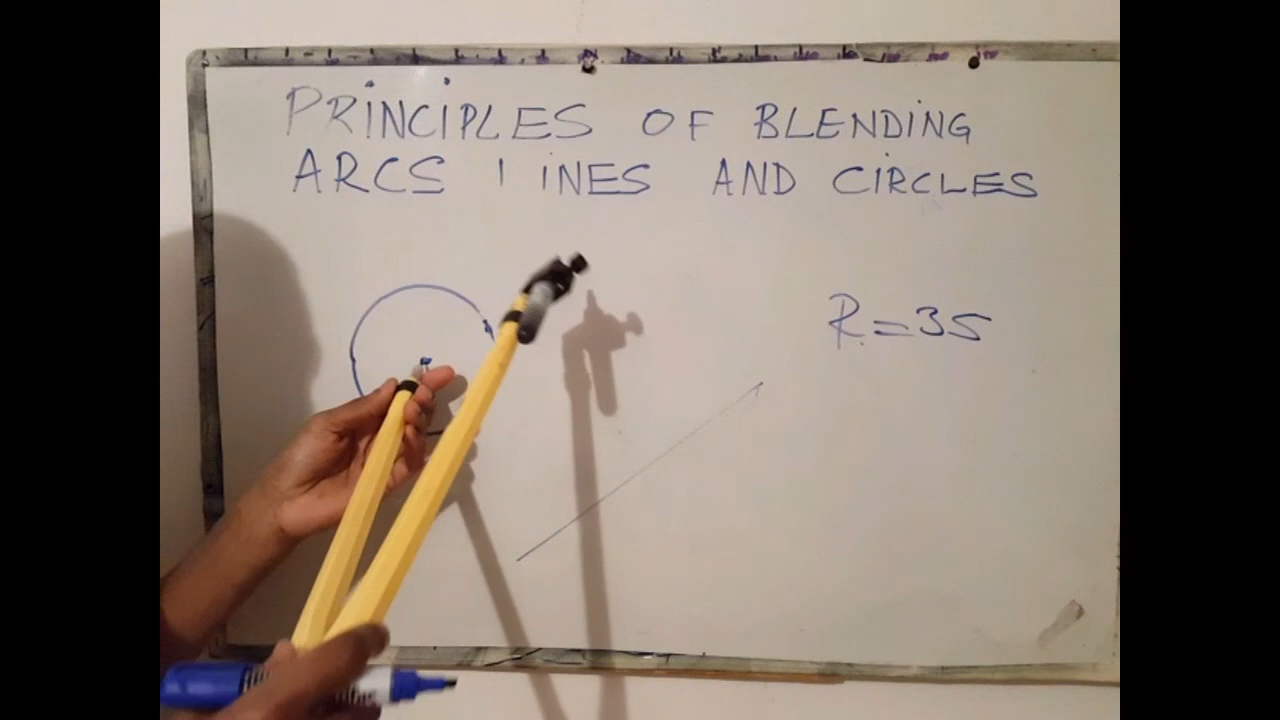 PRINCIPLES OF BLENDING
ARCS LINES AND CIRCLES
R=35